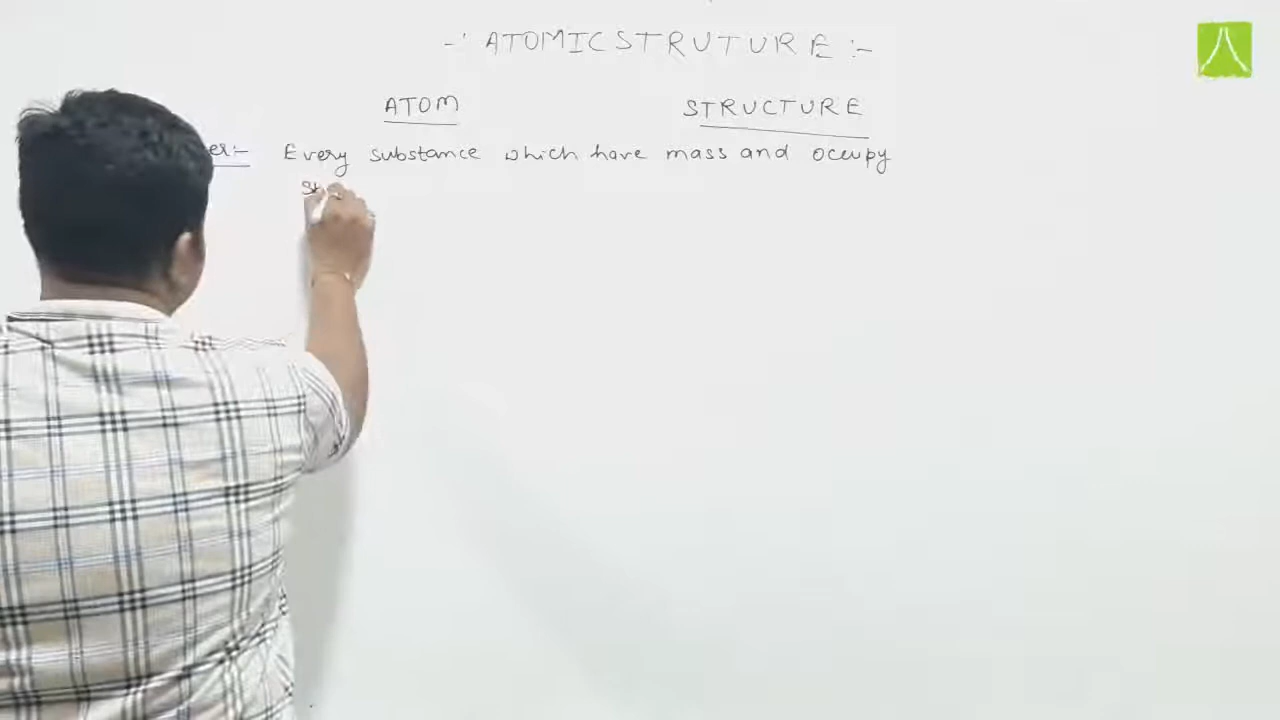 -: ATOMIC STRUTURE :-
ATOM STRUCTURE
er:- Every substance which have mass and occupy